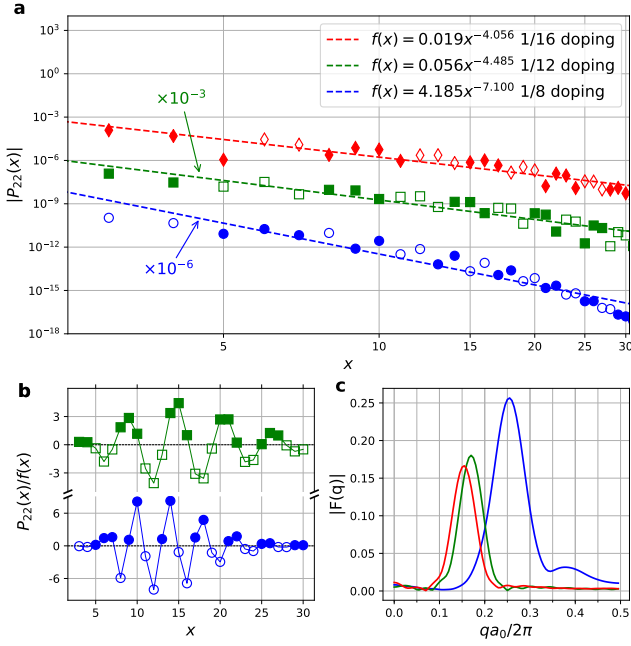 a
10³
10⁰
10⁻³
10⁻⁶
10⁻⁹
10⁻¹²
10⁻¹⁵
10⁻¹⁸
|P₂₂(x)|
f(x) = 0.019x⁻⁴·⁰⁵⁶ 1/16 doping
f(x) = 0.056x⁻⁴·⁴⁸⁵ 1/12 doping
f(x) = 4.185x⁻⁷·¹⁰⁰ 1/8 doping
×10⁻³
×10⁻⁶
5 10 15 20 25 30
x
b
3
0
-3
6
0
-6
P₂₂(x)/f(x)
5 10 15 20 25 30
x
c
0.25
0.20
0.15
0.10
0.05
0.00
|F(q)|
0.0 0.1 0.2 0.3 0.4 0.5
qa₀/2π